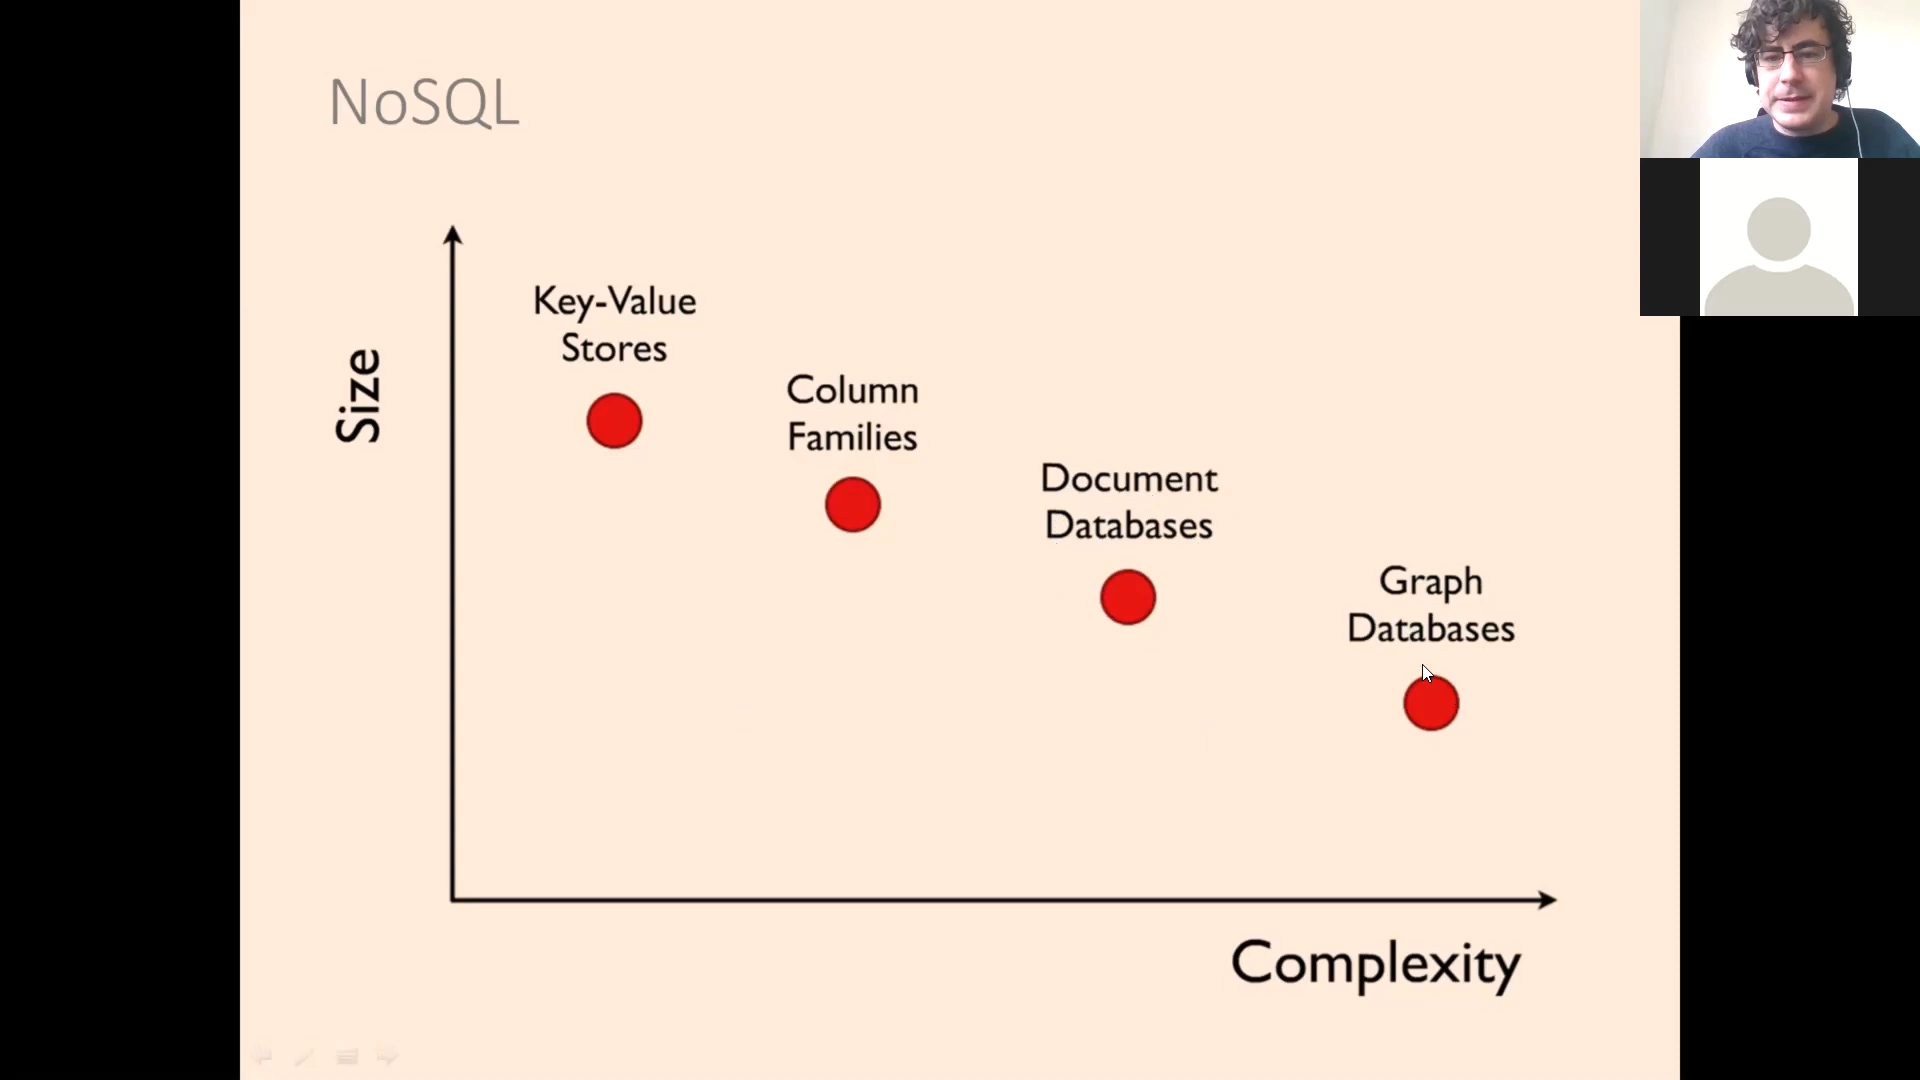 NoSQL
Size
Key-Value
Stores
Column
Families
Document
Databases
Graph
Databases
Complexity